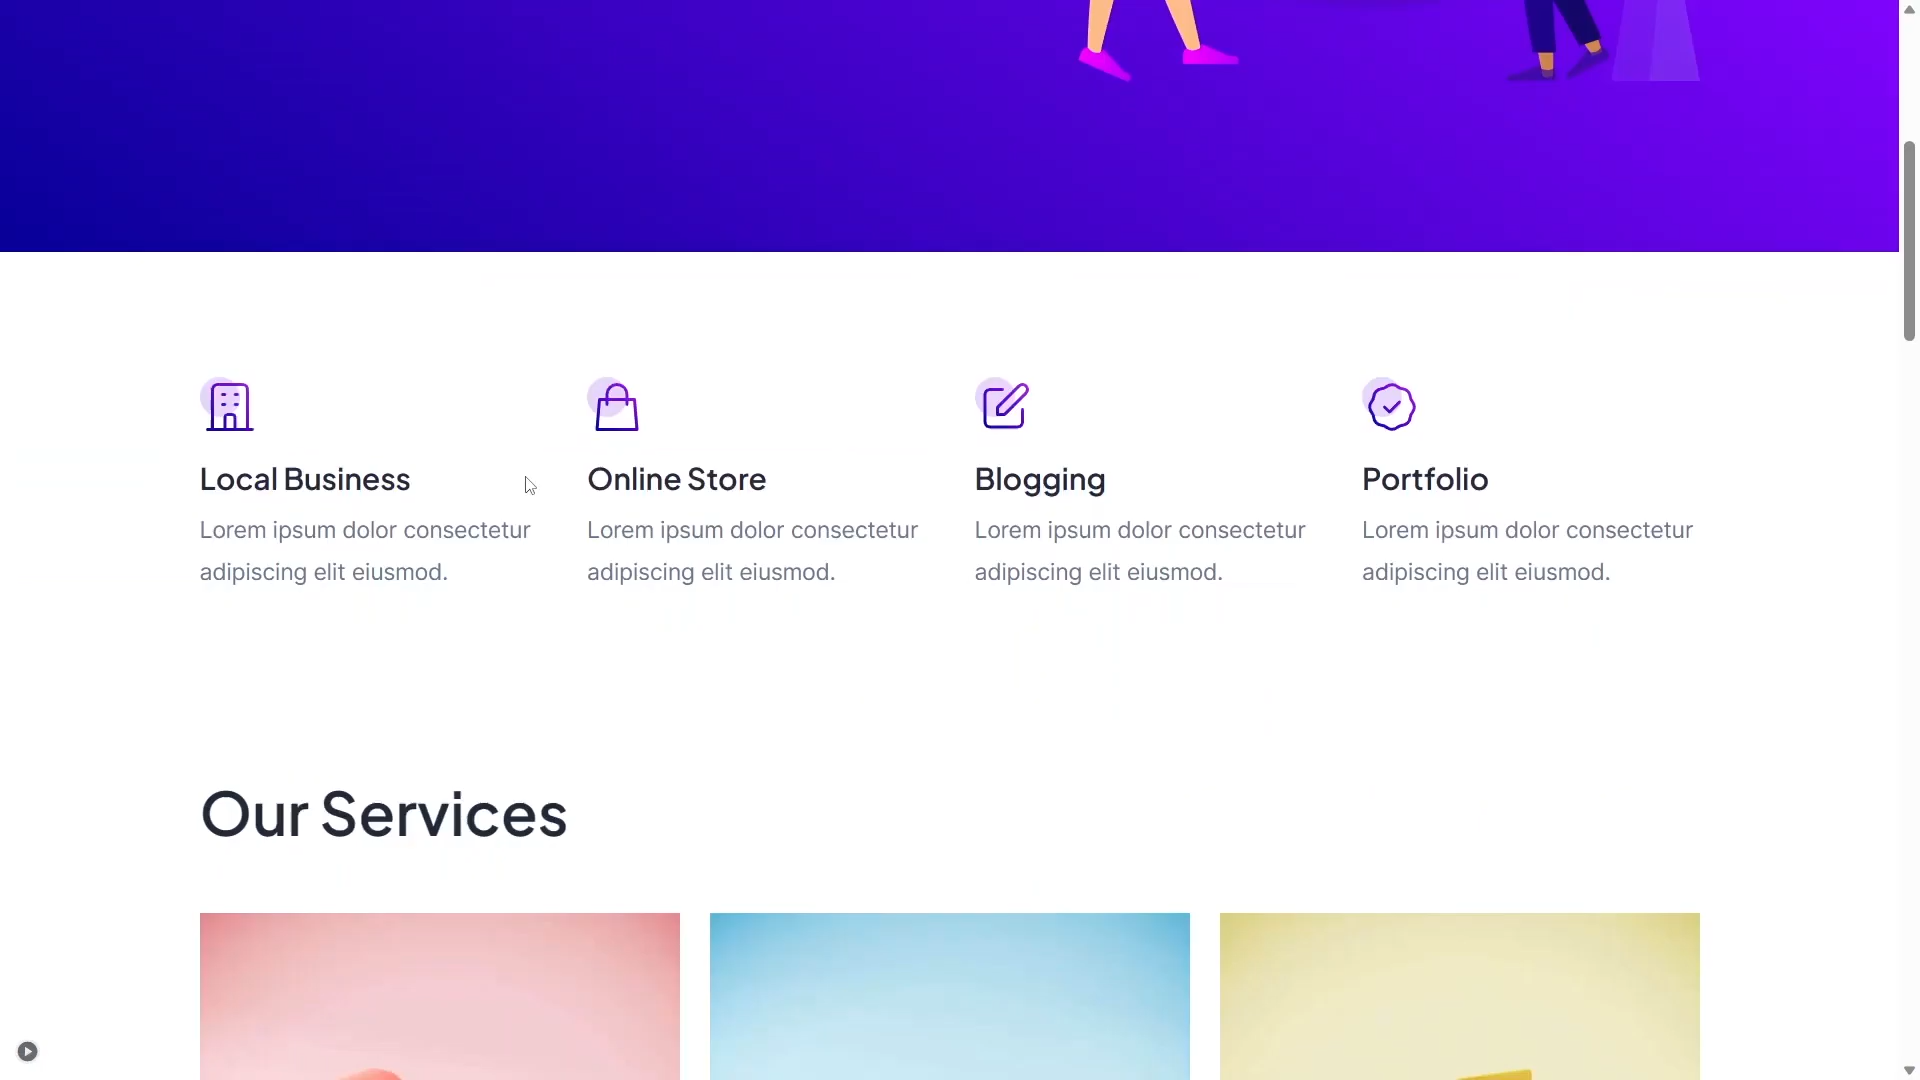 Local Business
Lorem ipsum dolor consectetur
adipiscing elit eiusmod.
Online Store
Lorem ipsum dolor consectetur
adipiscing elit eiusmod.
Blogging
Lorem ipsum dolor consectetur
adipiscing elit eiusmod.
Portfolio
Lorem ipsum dolor consectetur
adipiscing elit eiusmod.
Our Services